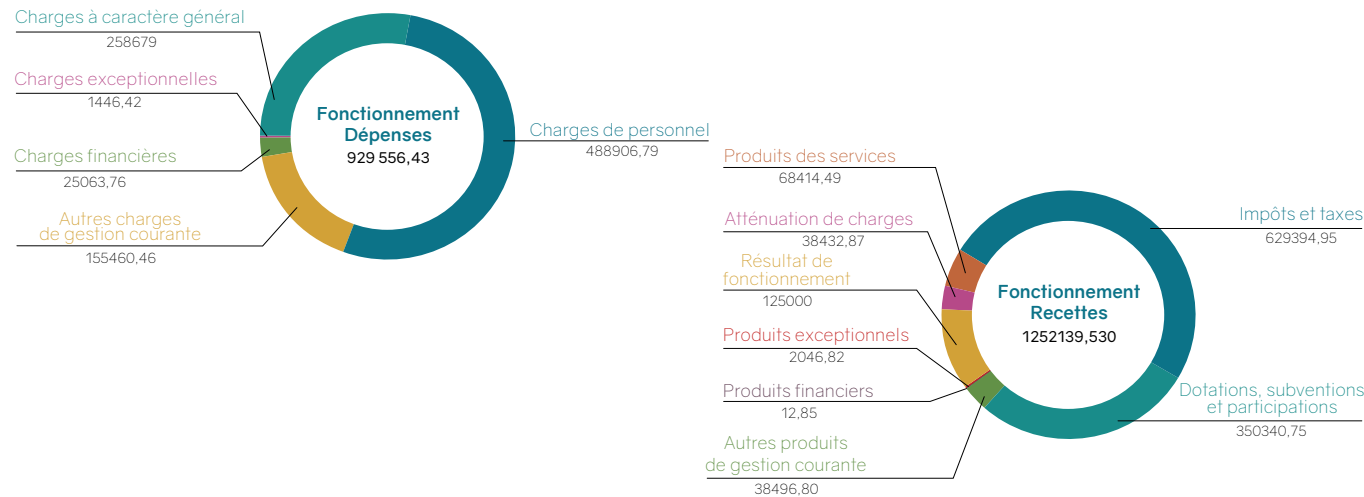 Charges à caractère général
258679
Charges exceptionnelles
1446,42
Charges financières
25063,76
Autres charges
de gestion courante
155460,46
Fonctionnement
Dépenses
929 556,43
Charges de personnel
488906,79
Produits des services
68414,49
Atténuation de charges
38432,87
Résultat de
fonctionnement
125000
Produits exceptionnels
2046,82
Produits financiers
12,85
Autres produits
de gestion courante
38496,80
Fonctionnement
Recettes
1252139,530
Impôts et taxes
629394,95
Dotations, subventions
et participations
350340,75